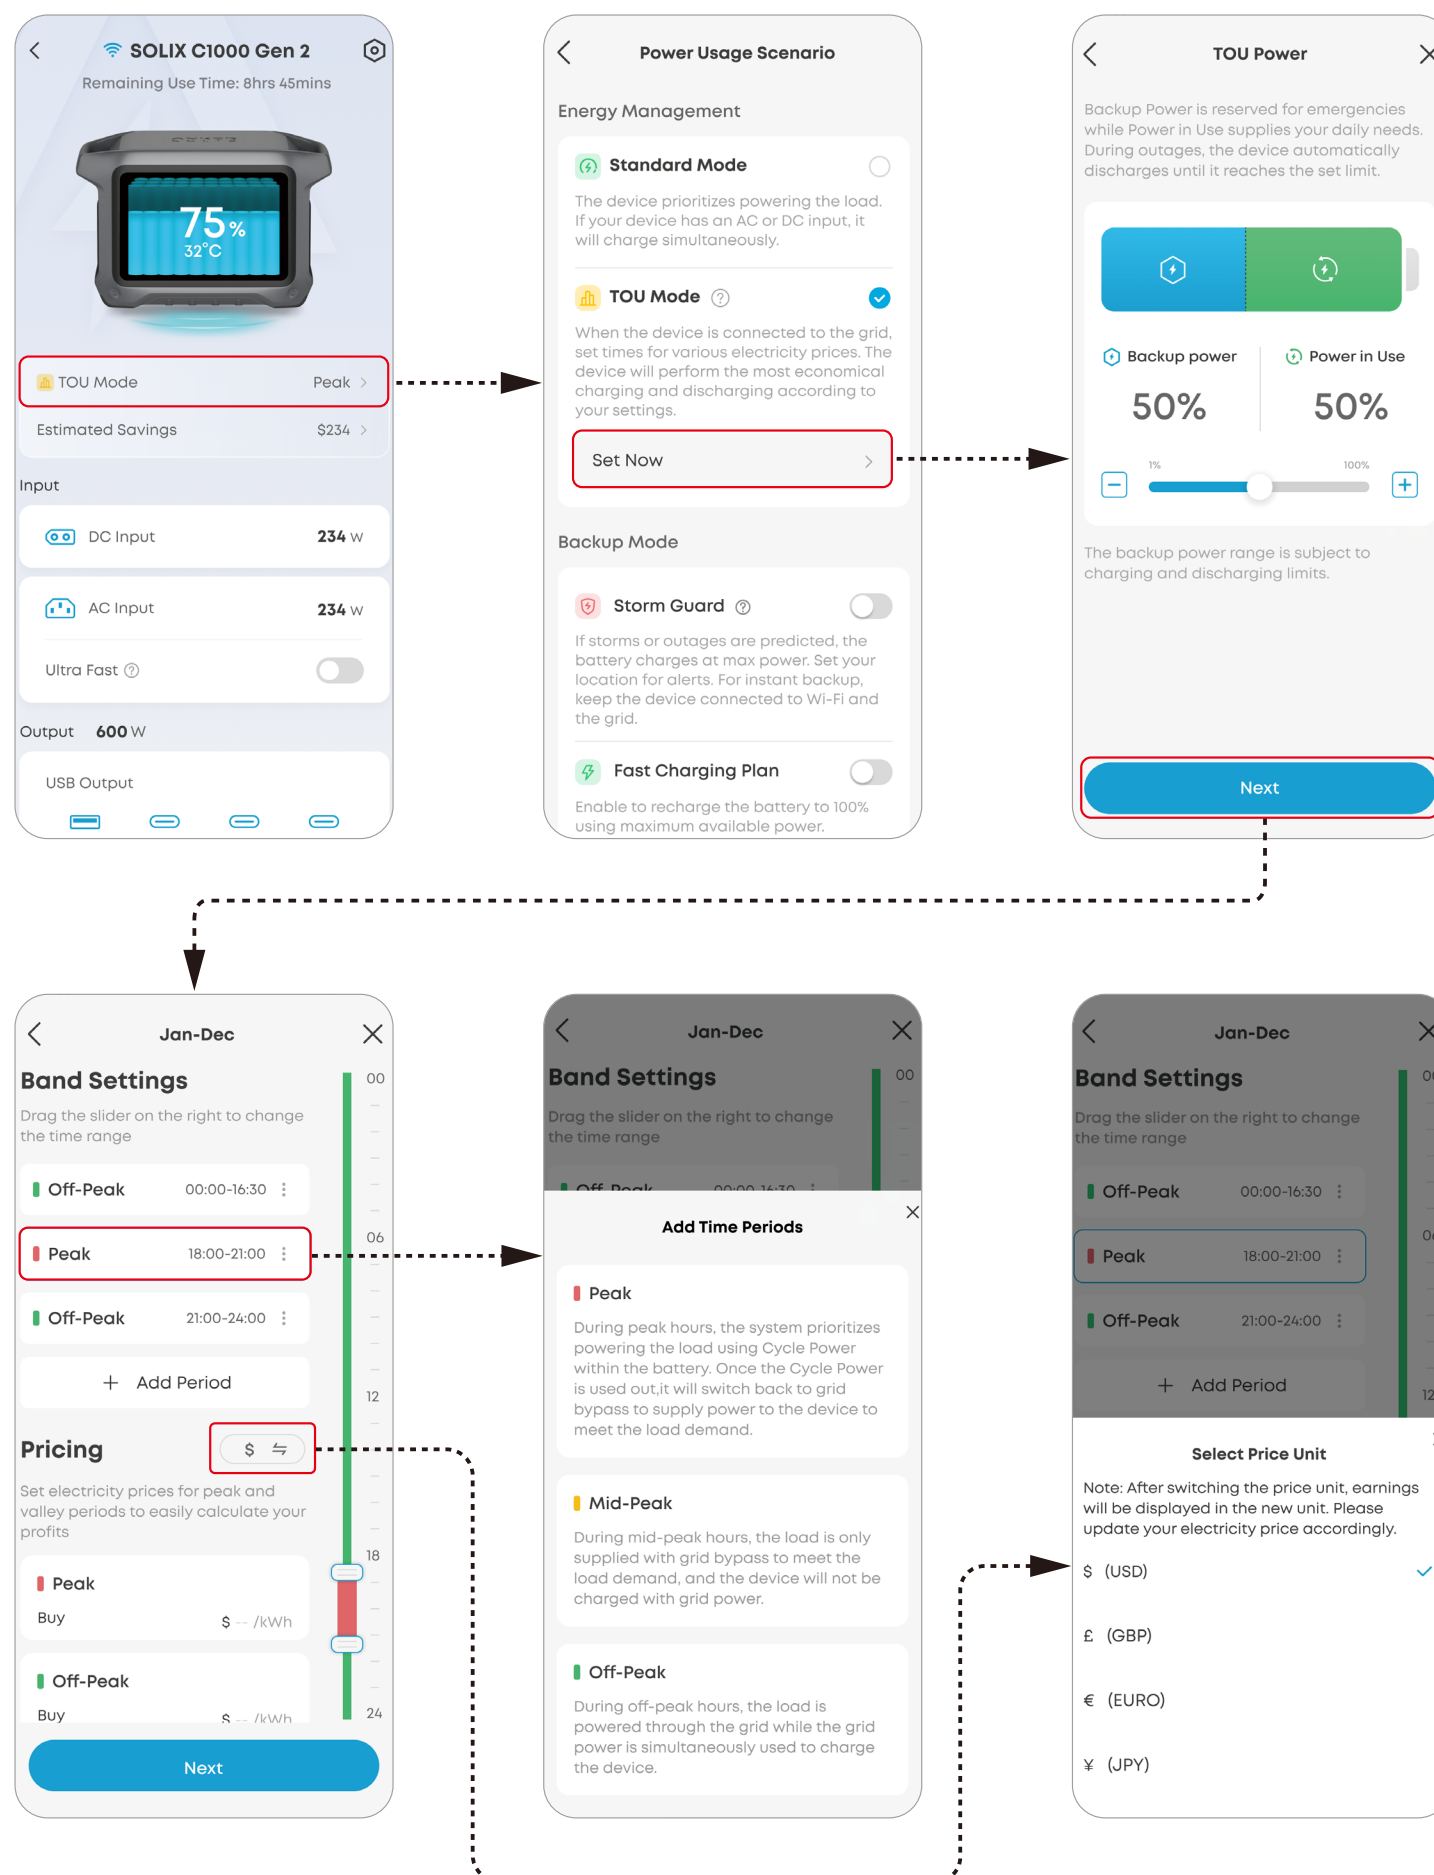 SOLIX C1000 Gen 2
Remaining Use Time: 8hrs 45mins
75%
32°C
TOU Mode Peak
Estimated Savings $234
Input
DC Input 234 W
AC Input 234 W
Ultra Fast ?
Output 600 W
USB Output
Power Usage Scenario
Energy Management
Standard Mode
The device prioritizes powering the load.
If your device has an AC or DC input, it
will charge simultaneously.
TOU Mode ?
When the device is connected to the grid,
set times for various electricity prices. The
device will perform the most economical
charging and discharging according to
your settings.
Set Now
Backup Mode
Storm Guard ?
If storms or outages are predicted, the
battery charges at max power. Set your
location for alerts. For instant backup,
keep the device connected to Wi-Fi and
the grid.
Fast Charging Plan
Enable to recharge the battery to 100%
using maximum available power.
TOU Power
Backup Power is reserved for emergencies
while Power in Use supplies your daily needs.
During outages, the device automatically
discharges until it reaches the set limit.
Backup power Power in Use
50% 50%
1% 100%
The backup power range is subject to
charging and discharging limits.
Next
Jan-Dec
Band Settings
00
Drag the slider on the right to change
the time range
Off-Peak 00:00-16:30
06
Peak 18:00-21:00
Off-Peak 21:00-24:00
+ Add Period
12
Pricing $
Set electricity prices for peak and
valley periods to easily calculate your
profits
18
Peak
Buy $ -- /kWh
Off-Peak
Buy $ -- /kWh
24
Next
Jan-Dec
Band Settings
00
Drag the slider on the right to change
the time range
Off-Peak 00:00-16:30
Add Time Periods
Peak
During peak hours, the system prioritizes
powering the load using Cycle Power
within the battery. Once the Cycle Power
is used out,it will switch back to grid
bypass to supply power to the device to
meet the load demand.
Mid-Peak
During mid-peak hours, the load is only
supplied with grid bypass to meet the
load demand, and the device will not be
charged with grid power.
Off-Peak
During off-peak hours, the load is
powered through the grid while the grid
power is simultaneously used to charge
the device.
Jan-Dec
Band Settings
Drag the slider on the right to change
the time range
Off-Peak 00:00-16:30
Peak 18:00-21:00
Off-Peak 21:00-24:00
+ Add Period
12
Select Price Unit
Note: After switching the price unit, earnings
will be displayed in the new unit. Please
update your electricity price accordingly.
$ (USD)
£ (GBP)
€ (EURO)
¥ (JPY)